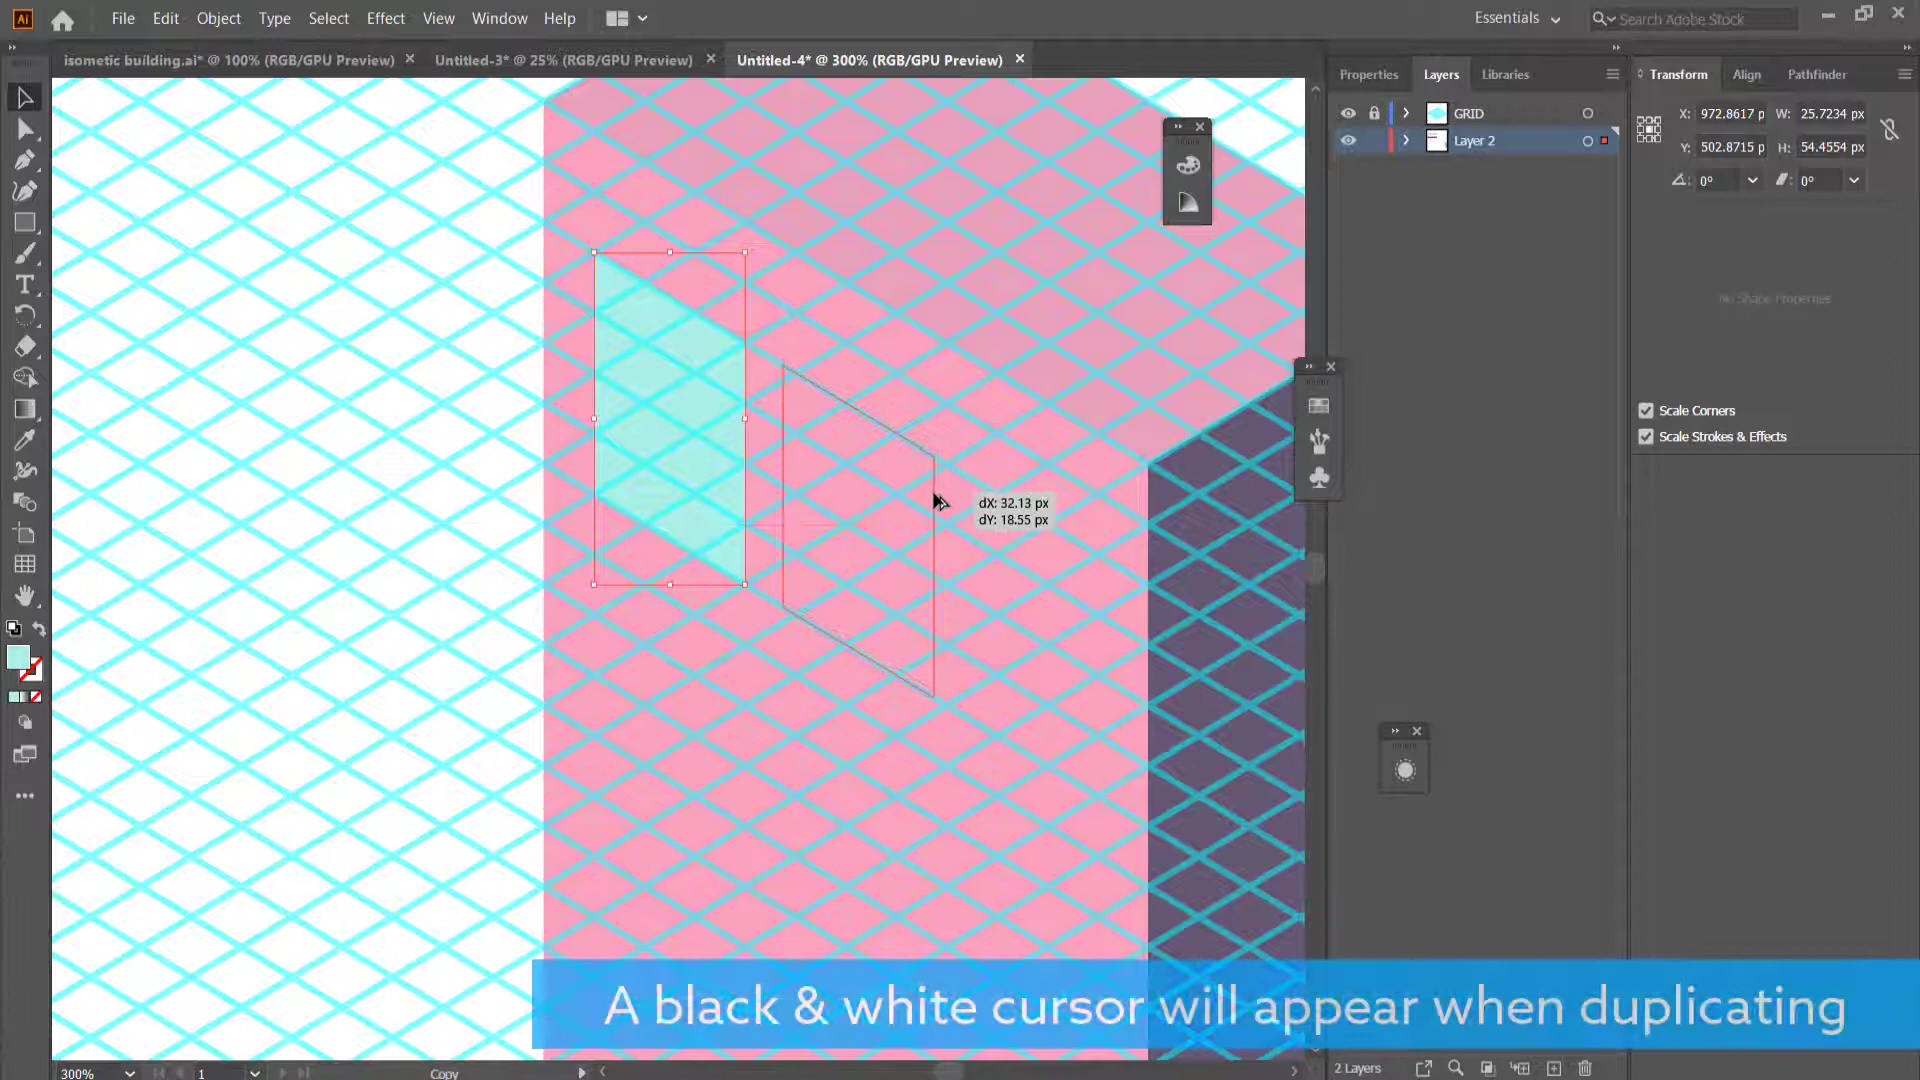 Ai
File Edit Object Type Select Effect View Window Help
Essentials
Search Adobe Stock
isometic building.ai* @ 100% (RGB/GPU Preview)
Untitled-3* @ 25% (RGB/GPU Preview)
Untitled-4* @ 300% (RGB/GPU Preview)
Properties Layers Libraries
Transform Align Pathfinder
GRID
Layer 2
X: 972.8617 p W: 25.7234 px
Y: 502.8715 p H: 54.4554 px
0° 0°
No Shape Properties
Scale Corners
Scale Strokes & Effects
dX: 32.13 px
dY: 18.55 px
A black & white cursor will appear when duplicating
300% 1 Copy
2 Layers